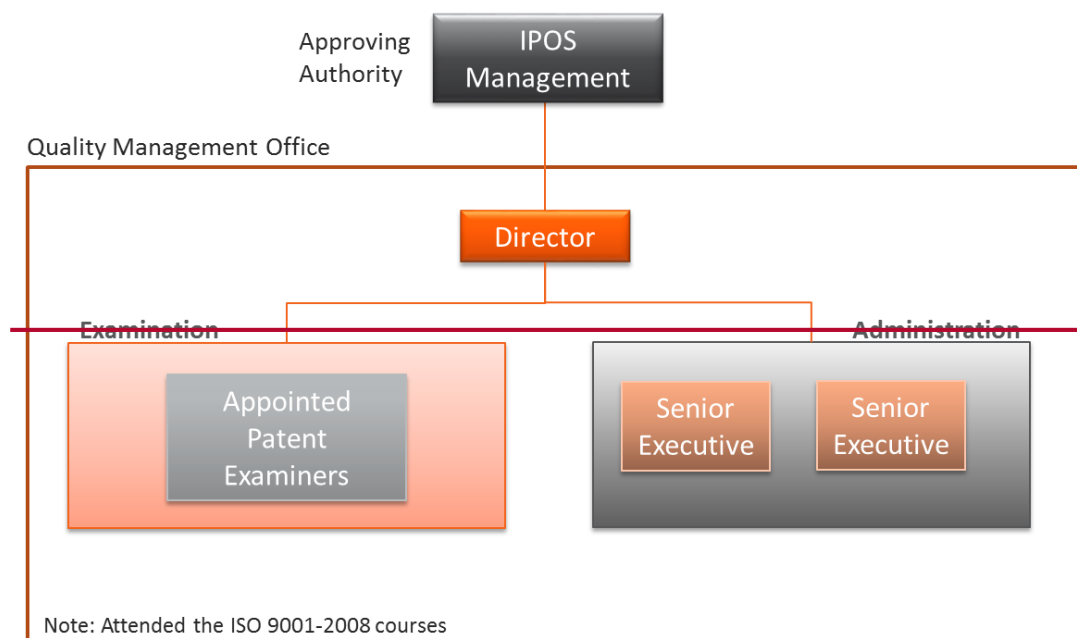 Approving
Authority
IPOS
Management
Quality Management Office
Director
Examination
Administration
Appointed
Patent
Examiners
Senior
Executive
Senior
Executive
Note: Attended the ISO 9001-2008 courses